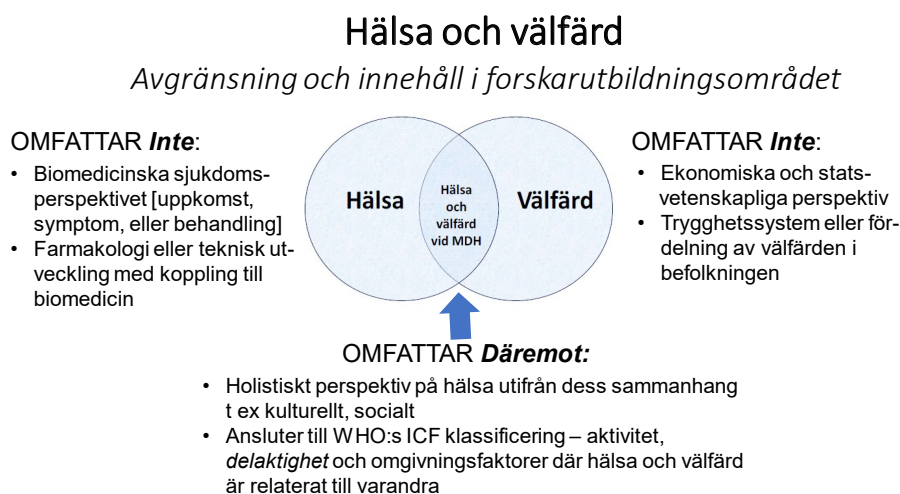 Hälsa och välfärd
Avgränsning och innehåll i forskarutbildningsområdet
OMFATTAR Inte:
• Biomedicinska sjukdoms-
perspektivet [uppkomst,
symptom, eller behandling]
• Farmakologi eller teknisk ut-
veckling med koppling till
biomedicin
Hälsa
Hälsa
och
välfärd
vid MDH
Välfärd
OMFATTAR Inte:
• Ekonomiska och stats-
vetenskapliga perspektiv
• Trygghetssystem eller för-
delning av välfärden i
befolkningen
OMFATTAR Däremot:
• Holistiskt perspektiv på hälsa utifrån dess sammanhang
t ex kulturellt, socialt
• Ansluter till WHO:s ICF klassificering – aktivitet,
delaktighet och omgivningsfaktorer där hälsa och välfärd
är relaterat till varandra